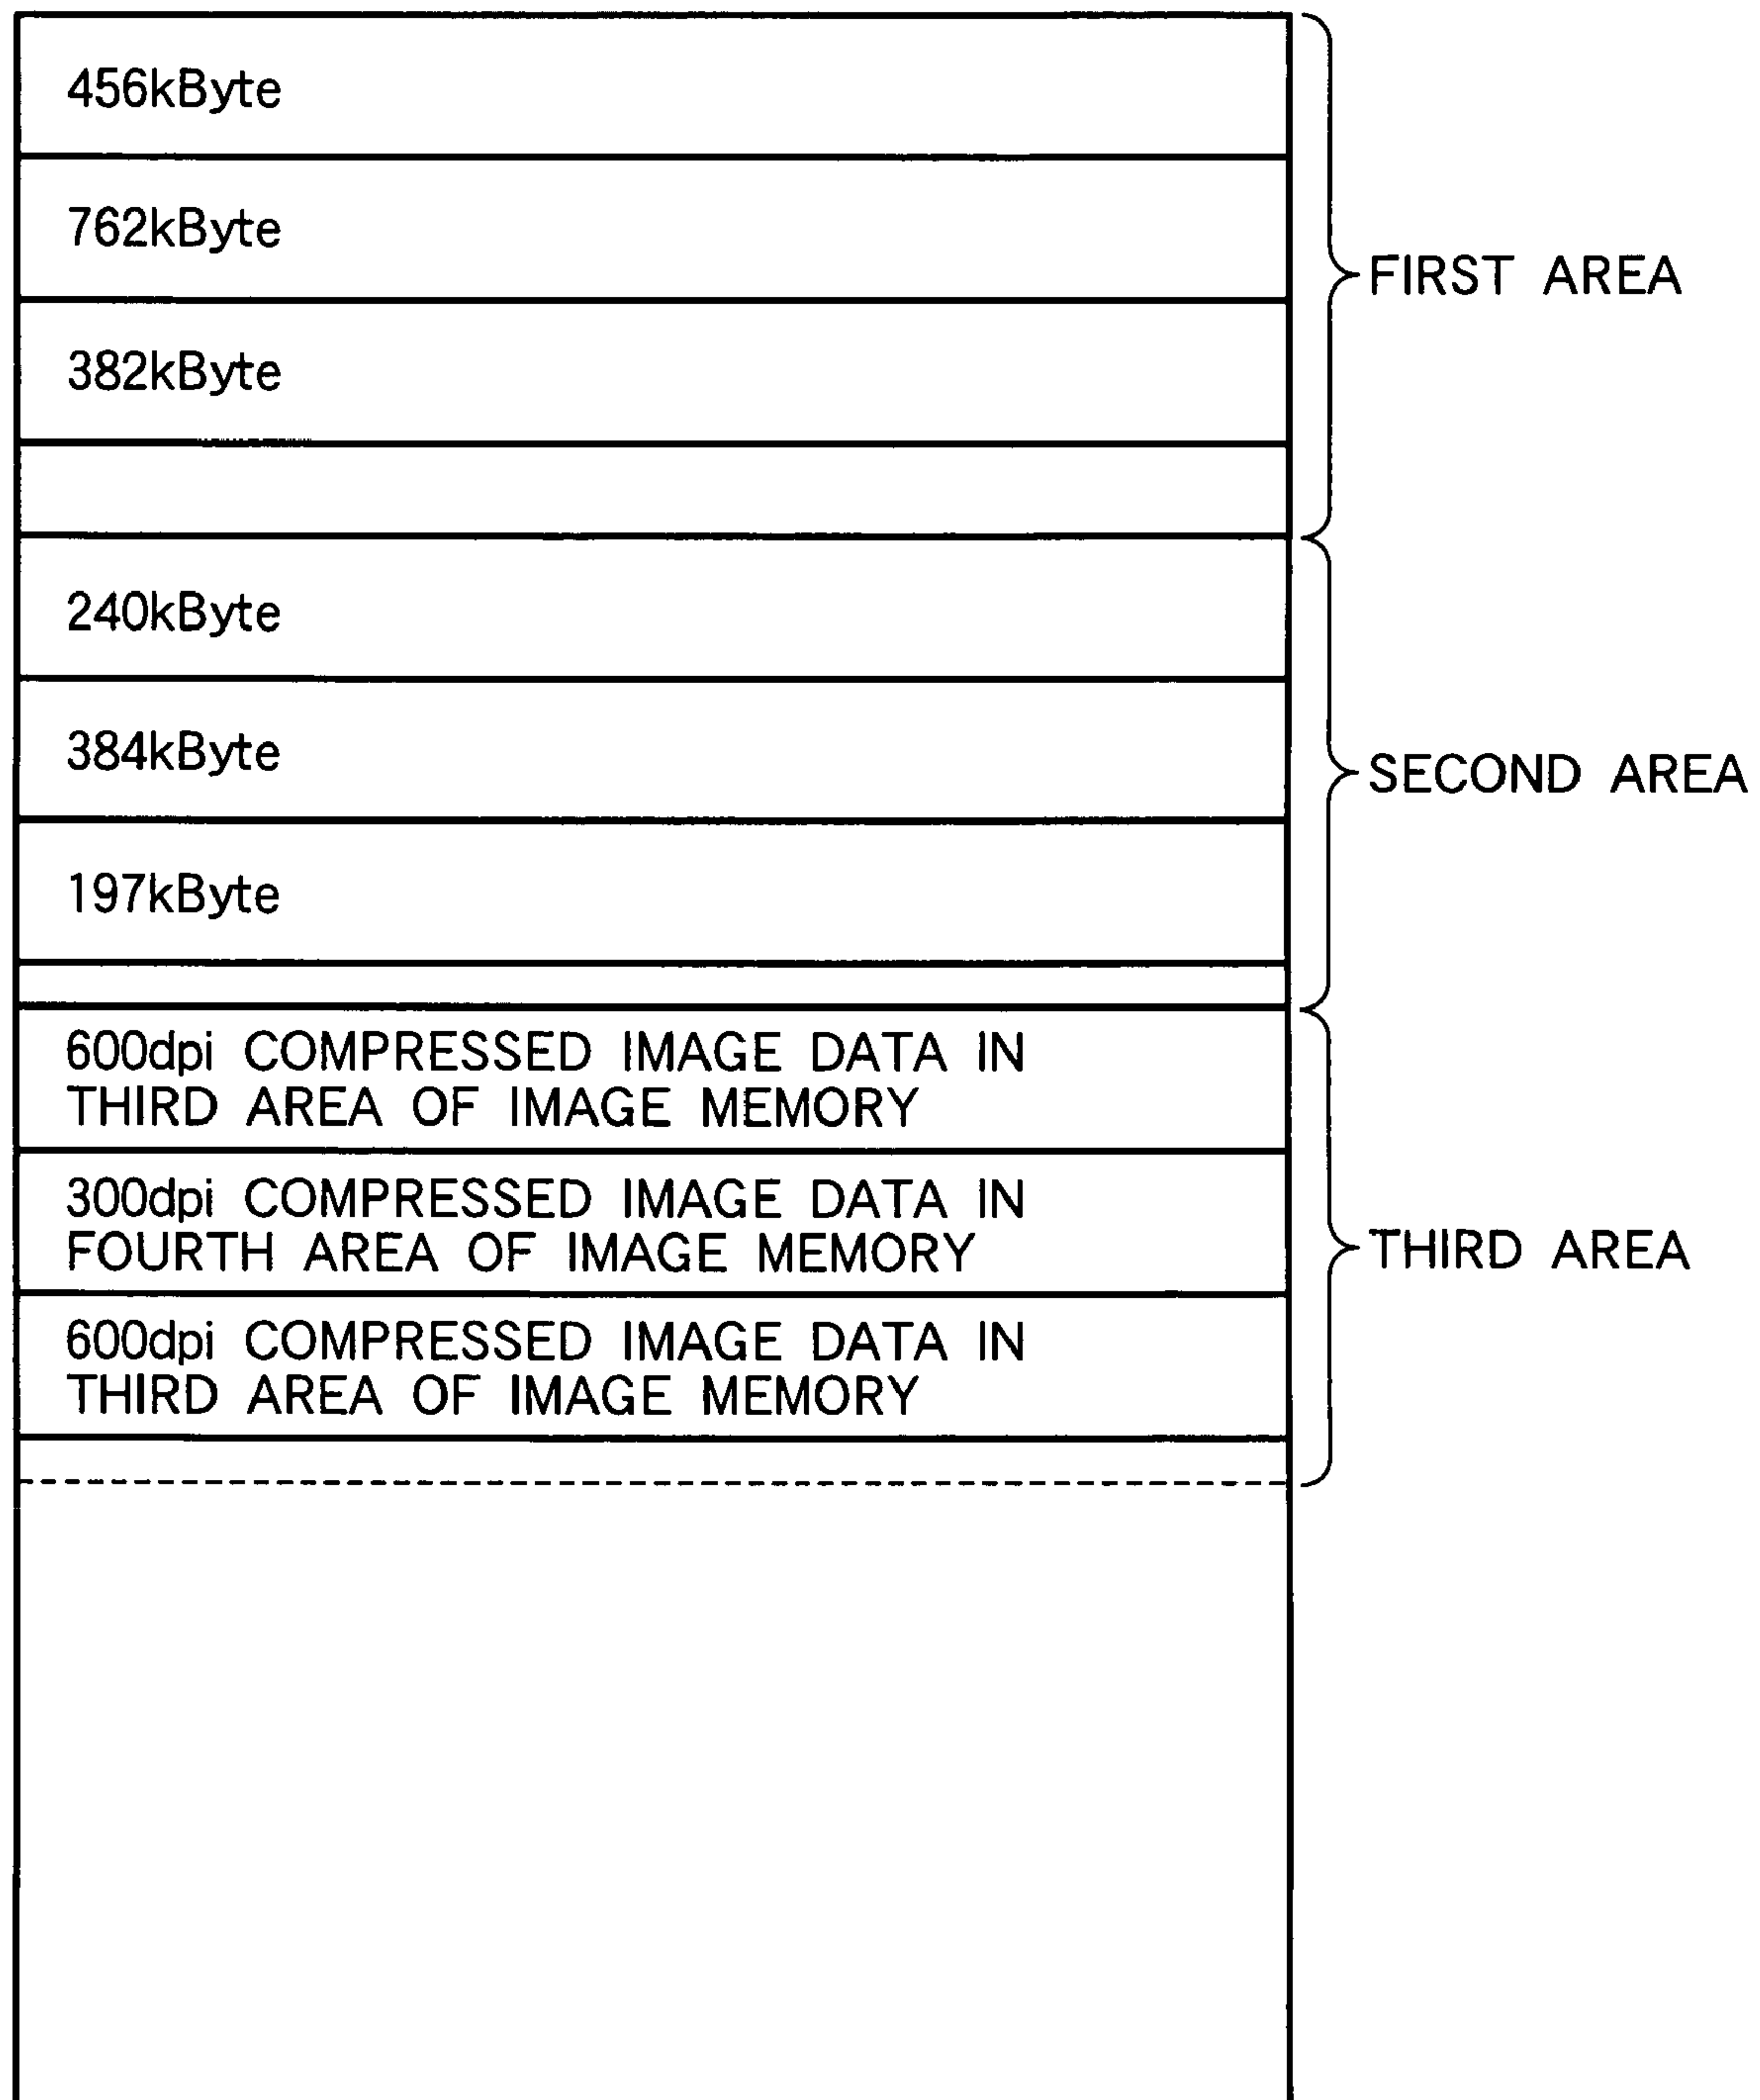 456kByte
762kByte
382kByte
FIRST AREA
240kByte
384kByte
197kByte
SECOND AREA
600dpi COMPRESSED IMAGE DATA IN
THIRD AREA OF IMAGE MEMORY
300dpi COMPRESSED IMAGE DATA IN
FOURTH AREA OF IMAGE MEMORY
600dpi COMPRESSED IMAGE DATA IN
THIRD AREA OF IMAGE MEMORY
THIRD AREA